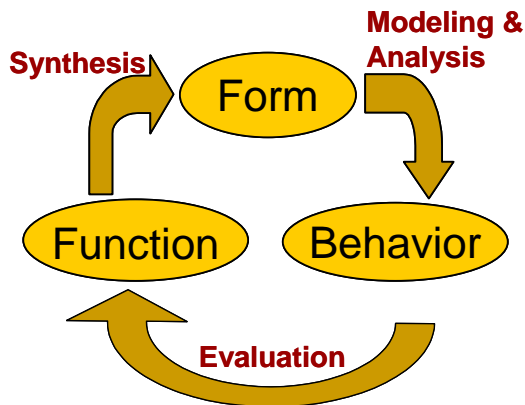 Modeling &
Analysis
Synthesis
Form
Function
Behavior
Evaluation